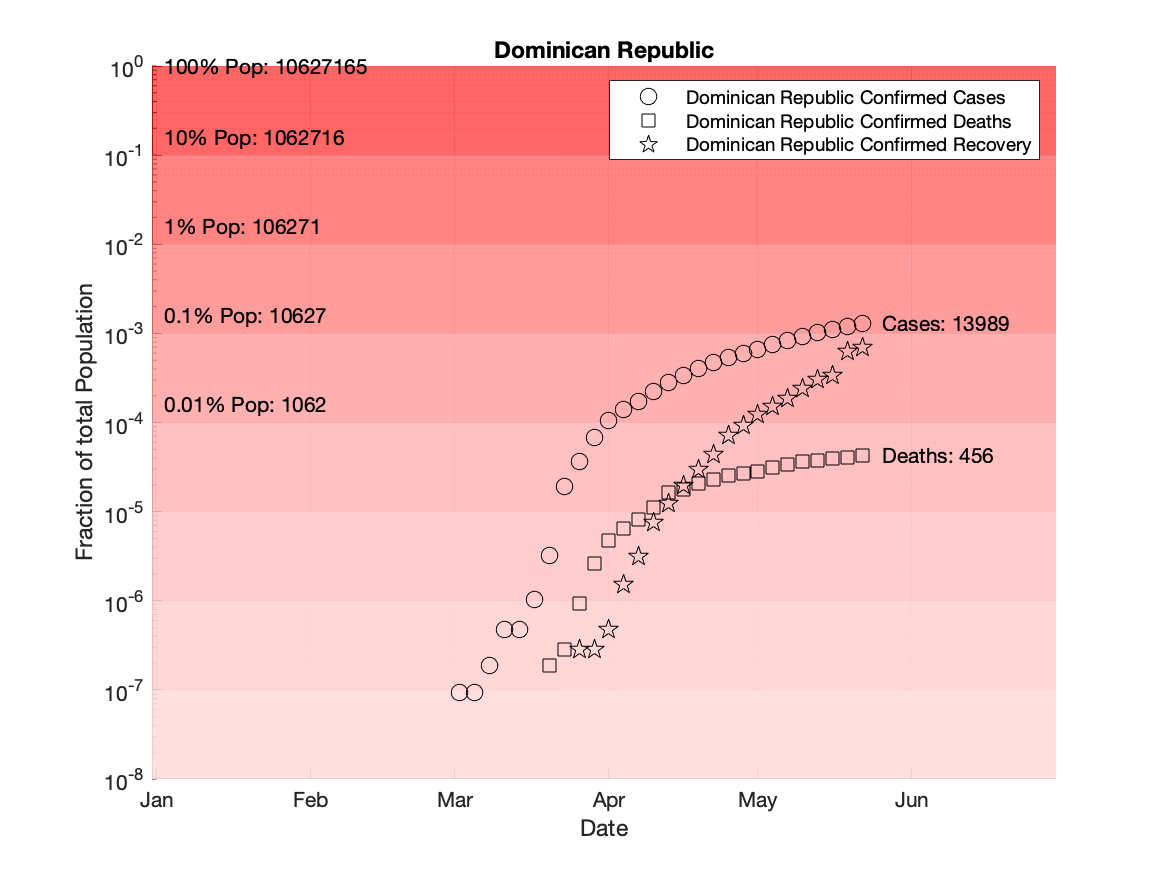 Dominican Republic
10^0
100% Pop: 10627165
Dominican Republic Confirmed Cases
Dominican Republic Confirmed Deaths
Dominican Republic Confirmed Recovery
10% Pop: 1062716
10^-1
1% Pop: 106271
10^-2
0.1% Pop: 10627
10^-3
Cases: 13989
0.01% Pop: 1062
10^-4
Deaths: 456
10^-5
10^-6
10^-7
10^-8
Fraction of total Population
Jan Feb Mar Apr May Jun
Date